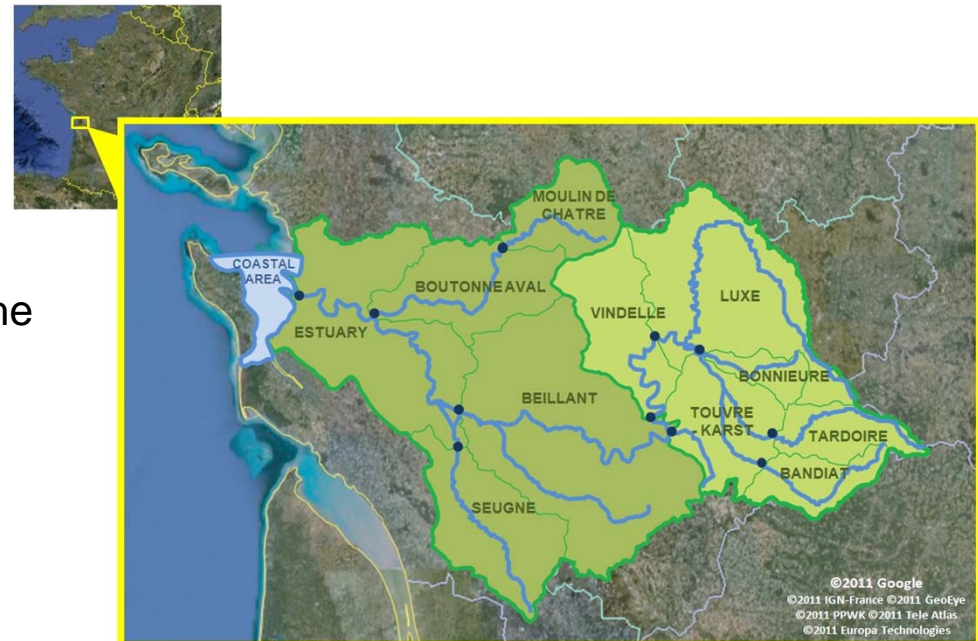 ne
MOULIN DE
CHATRE
COASTAL
AREA
BOUTONNE AVAL
ESTUARY
VINDELLE
LUXE
BONNIEURE
BEILLANT
TOUVRE
- KARST
TARDOIRE
BANDIAT
SEUGNE
©2011 Google
©2011 IGN-France ©2011 GeoEye
©2011 PPWK ©2011 Tele Atlas
©2011 Europa Technologies